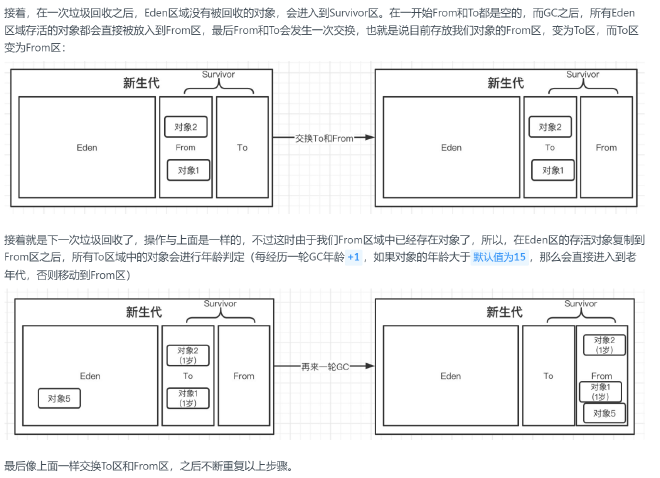 接着，在一次垃圾回收之后，Eden区域没有被回收的对象，会进入到Survivor区。在一开始From和To都是空的，而GC之后，所有Eden
区域存活的对象都会直接被放入到From区，最后From和To会发生一次交换，也就是说目前存放我们对象的From区，变为To区，而To区
变为From区：
新生代
Survivor
Eden
对象2
From
对象1
To
交换To和From
新生代
Survivor
Eden
对象2
To
对象1
From
接着就是下一次垃圾回收了，操作与上面是一样的，不过这时由于我们From区域中已经存在对象了，所以，在Eden区的存活对象复制到
From区之后，所有To区域中的对象会进行年龄判定（每经历一轮GC年龄 +1 ，如果对象的年龄大于 默认值为15 ，那么会直接进入到老
年代，否则移动到From区）
新生代
Survivor
Eden
对象5
对象2
(1岁)
To
对象1
(1岁)
From
再来一轮GC
新生代
Survivor
Eden
To
对象2
(1岁)
From
对象1
(1岁)
对象5
最后像上面一样交换To区和From区，之后不断重复以上步骤。